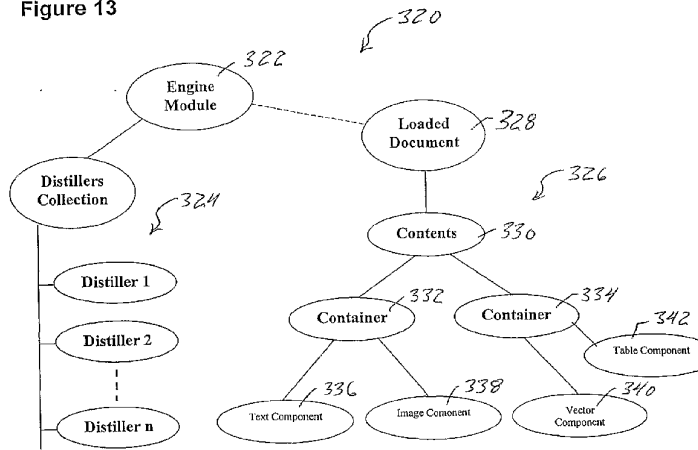 Figure 13
320
322
Engine
Module
Loaded
Document
328
Distillers
Collection
324
326
Contents
330
Distiller 1
Container
332
Container
334
342
Table Component
Distiller 2
336
338
340
Text Component
Image Comonent
Vector
Component
Distiller n